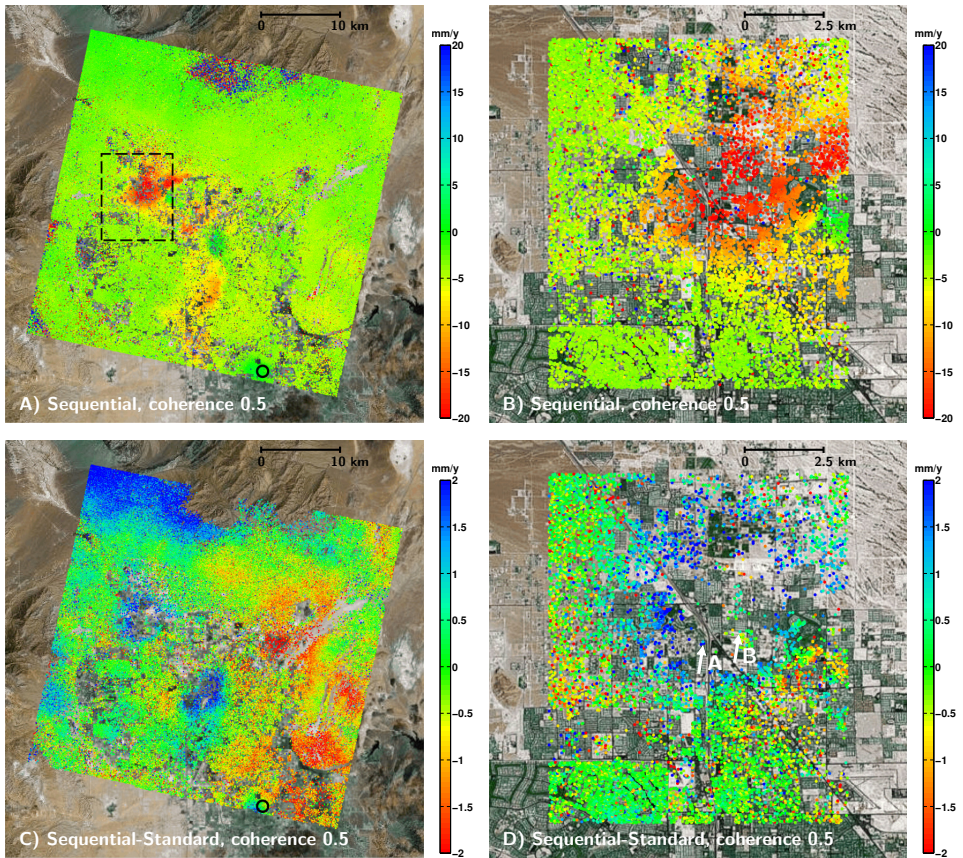 0 10 km
mm/y
20
15
10
5
0
−5
−10
−15
−20
A) Sequential, coherence 0.5
0 2.5 km
mm/y
20
15
10
5
0
−5
−10
−15
−20
B) Sequential, coherence 0.5
0 10 km
mm/y
2
1.5
1
0
−0.5
−1
−1.5
−2
C) Sequential-Standard, coherence 0.5
0 2.5 km
A
B
mm/y
2
1.5
1
0
−0.5
−1
−1.5
−2
D) Sequential-Standard, coherence 0.5